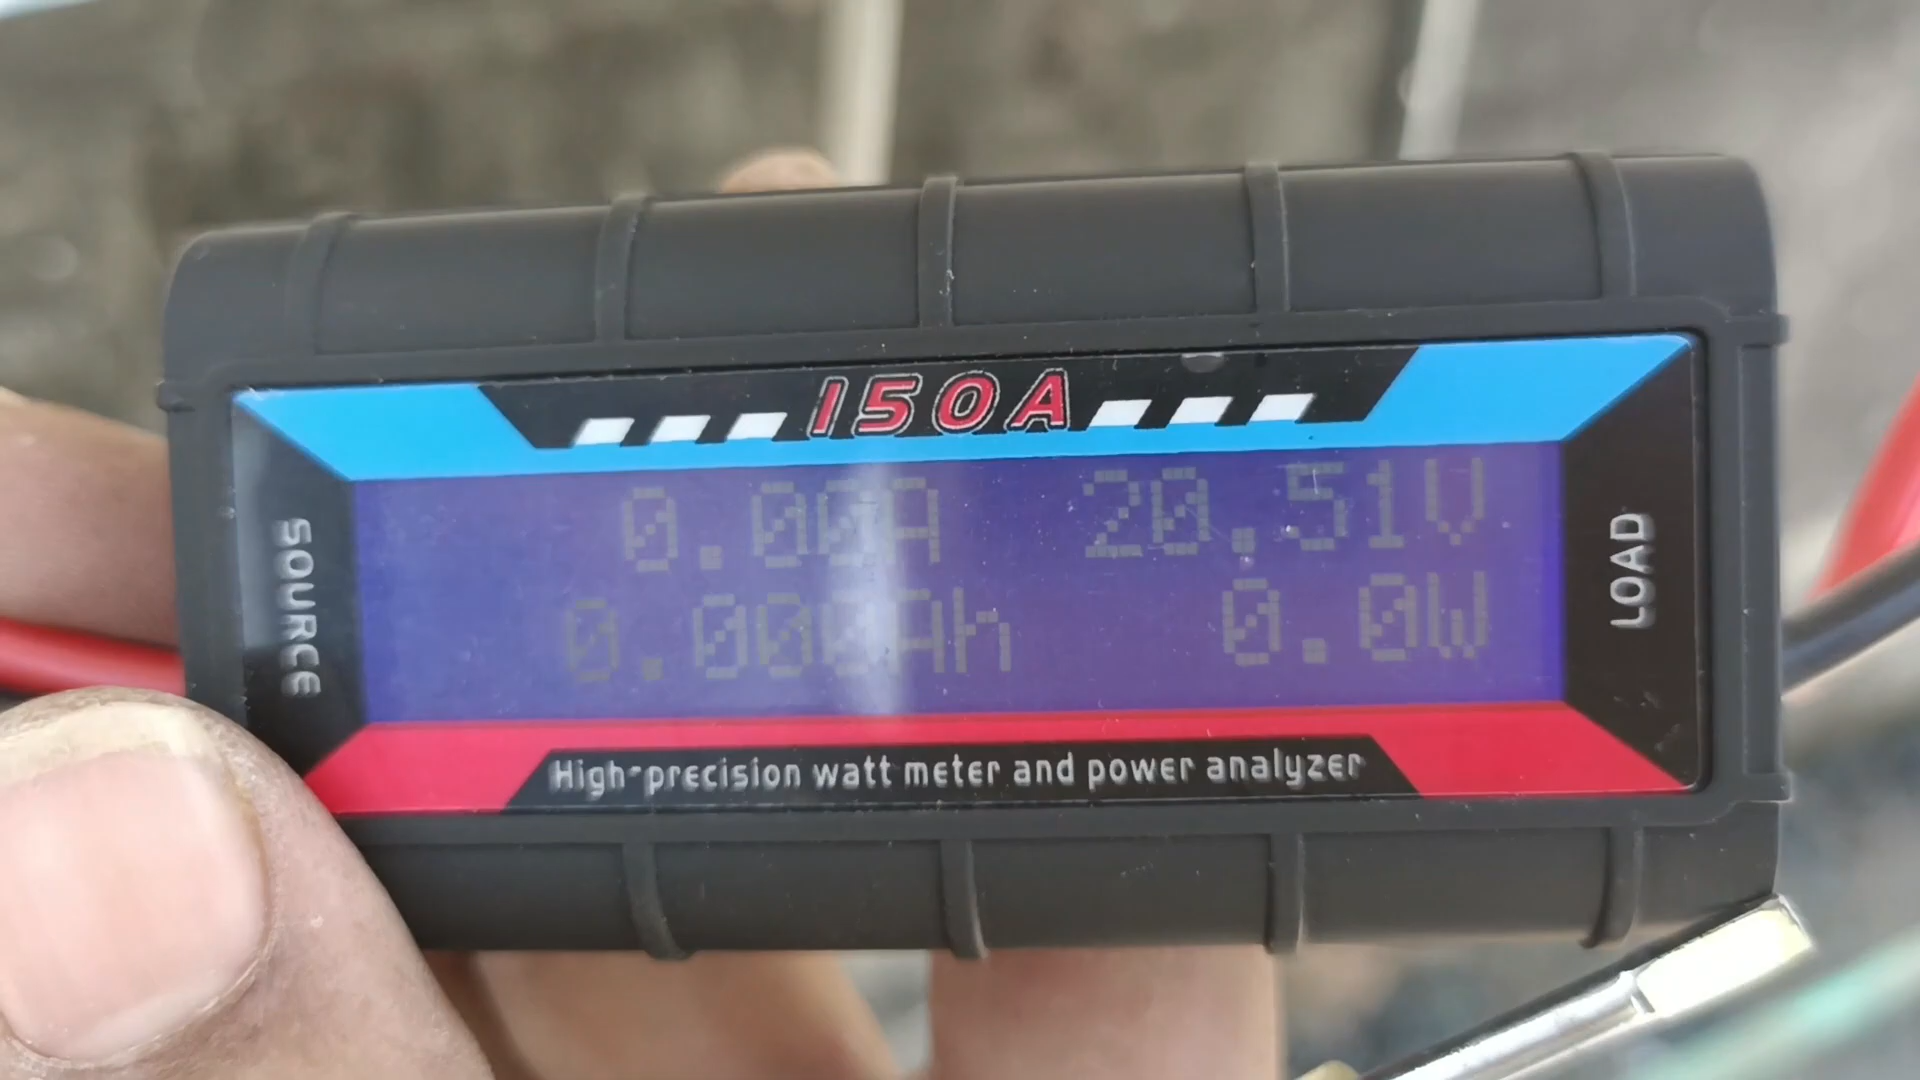 150A
SOURCE
0.00A 20.51V
0.000Ah 0.0W
LOAD
High-precision watt meter and power analyzer